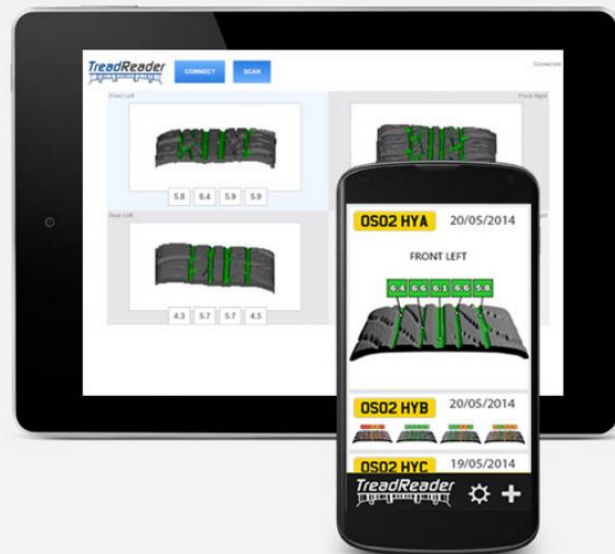 TreadReader
CONNECT
SCAN
Connected
Front Left
Front Right
5.8 6.4 5.9 5.9
Rear Left
4.3 5.7 5.7 4.5
OS02 HYA 20/05/2014
FRONT LEFT
6.4 6.6 6.1 6.6 5.8
OS02 HYB 20/05/2014
OS02 HYC 19/05/2014
TreadReader